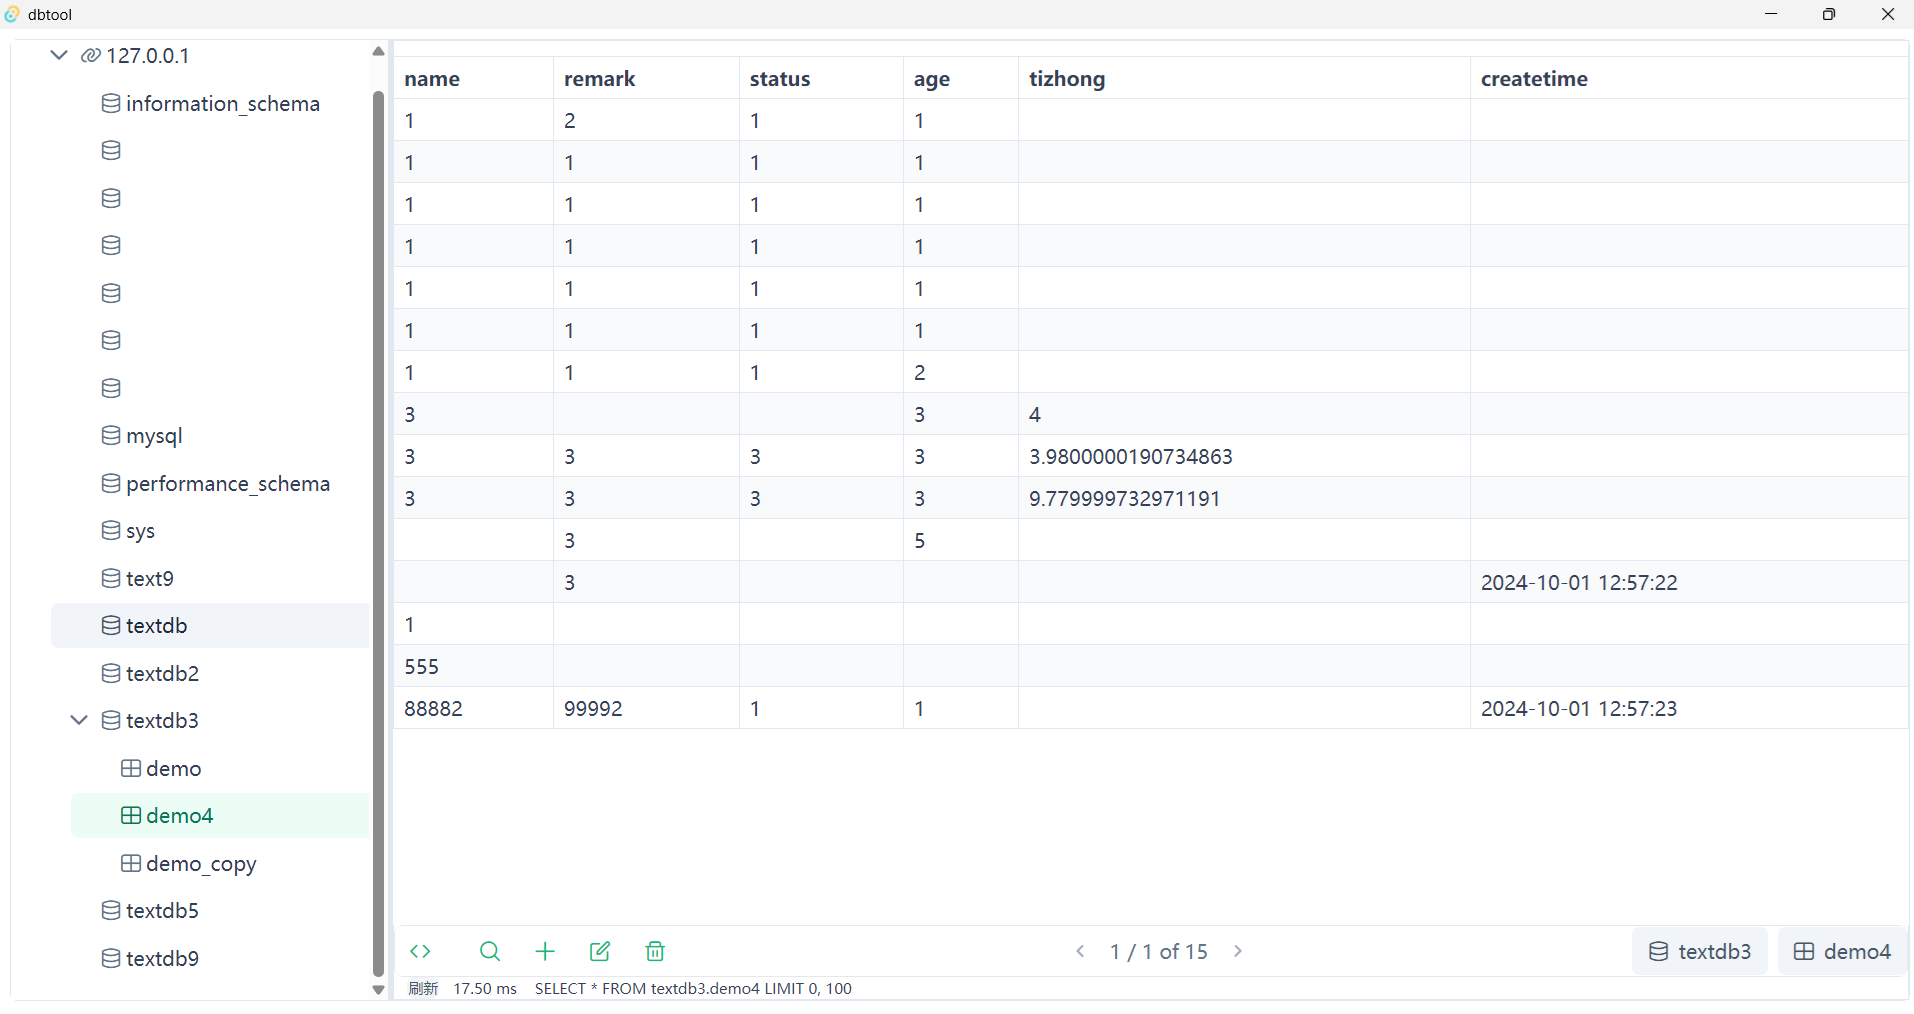 dbtool
127.0.0.1
information_schema
mysql
performance_schema
sys
text9
textdb
textdb2
textdb3
demo
demo4
demo_copy
textdb5
textdb9
name remark status age tizhong createtime
1 2 1 1
1 1 1 1
1 1 1 1
1 1 1 1
1 1 1 1
1 1 1 1
1 1 1 2
3 3 4
3 3 3 3 3.9800000190734863
3 3 3 3 9.779999732971191
3 5
3 2024-10-01 12:57:22
1
555
88882 99992 1 1 2024-10-01 12:57:23
1 / 1 of 15 textdb3 demo4
刷新 17.50 ms SELECT * FROM textdb3.demo4 LIMIT 0, 100